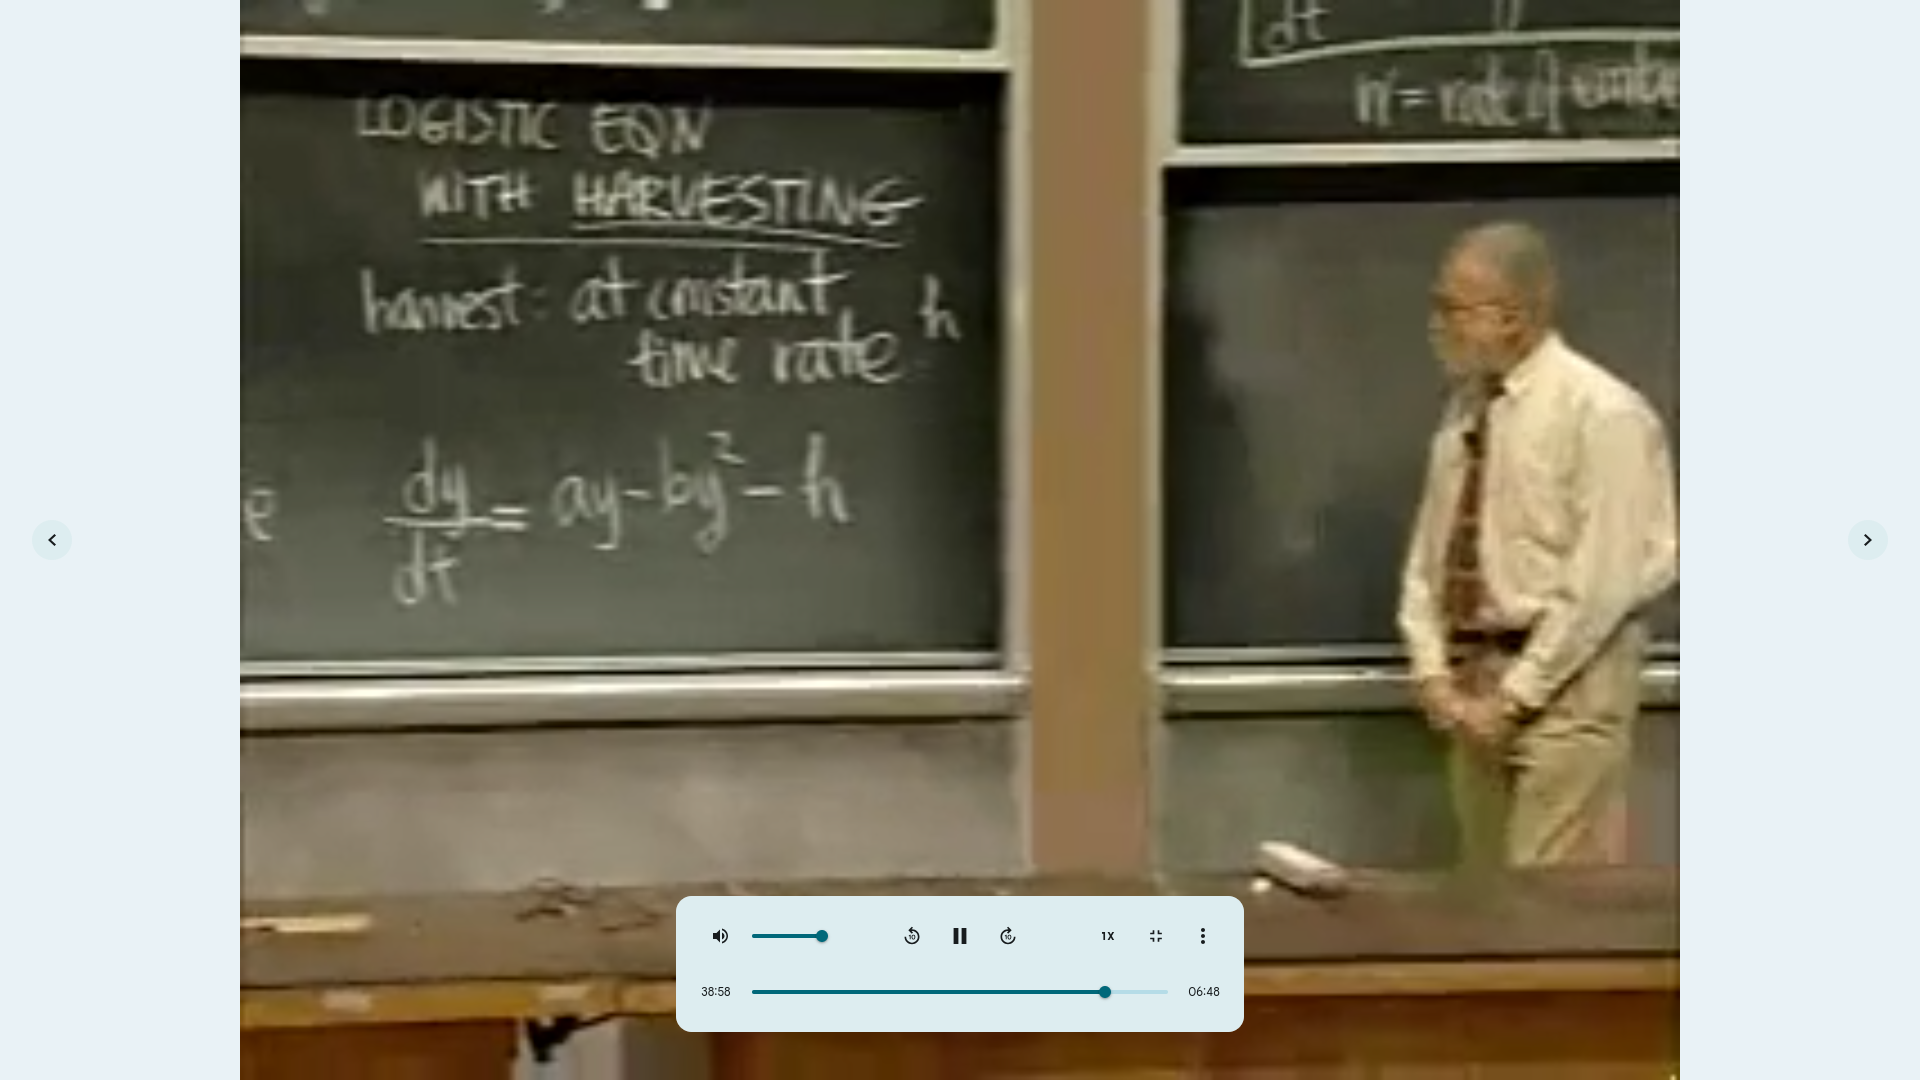 LOGISTIC EQN
WITH HARVESTING
harvest: at constant
time rate h
dy/dt = ay - by² - h
e
dt
= rate of
1X
38:58
06:48